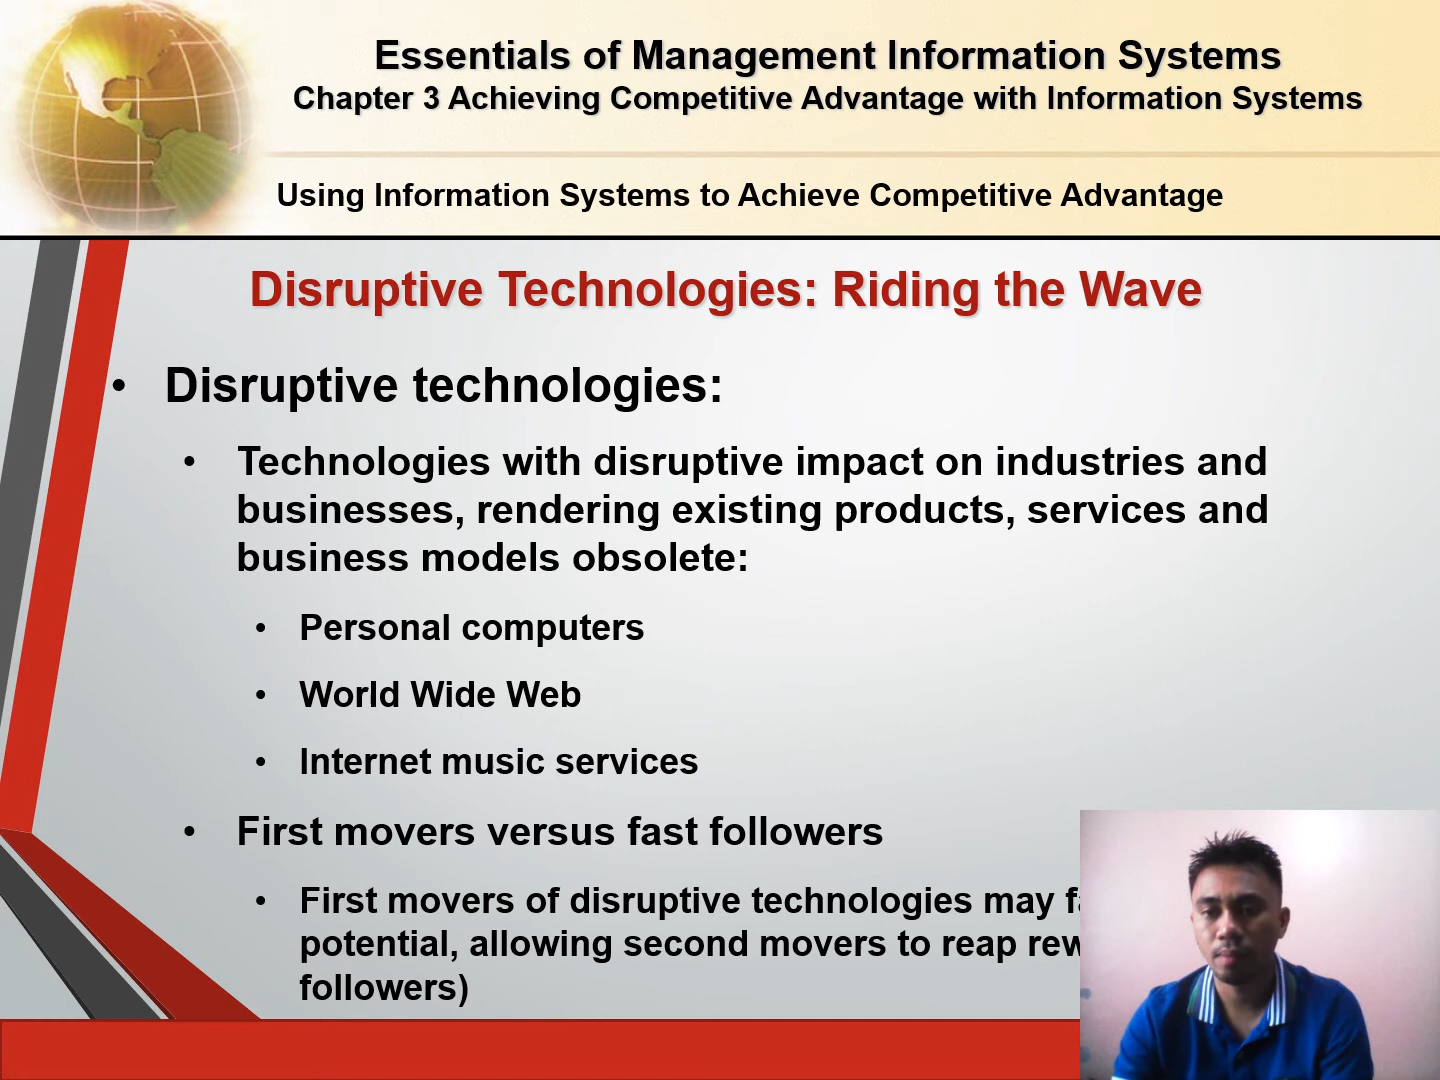 Essentials of Management Information Systems
Chapter 3 Achieving Competitive Advantage with Information Systems
Using Information Systems to Achieve Competitive Advantage
Disruptive Technologies: Riding the Wave
• Disruptive technologies:
• Technologies with disruptive impact on industries and
businesses, rendering existing products, services and
business models obsolete:
• Personal computers
• World Wide Web
• Internet music services
• First movers versus fast followers
• First movers of disruptive technologies may
potential, allowing second movers to reap
followers)